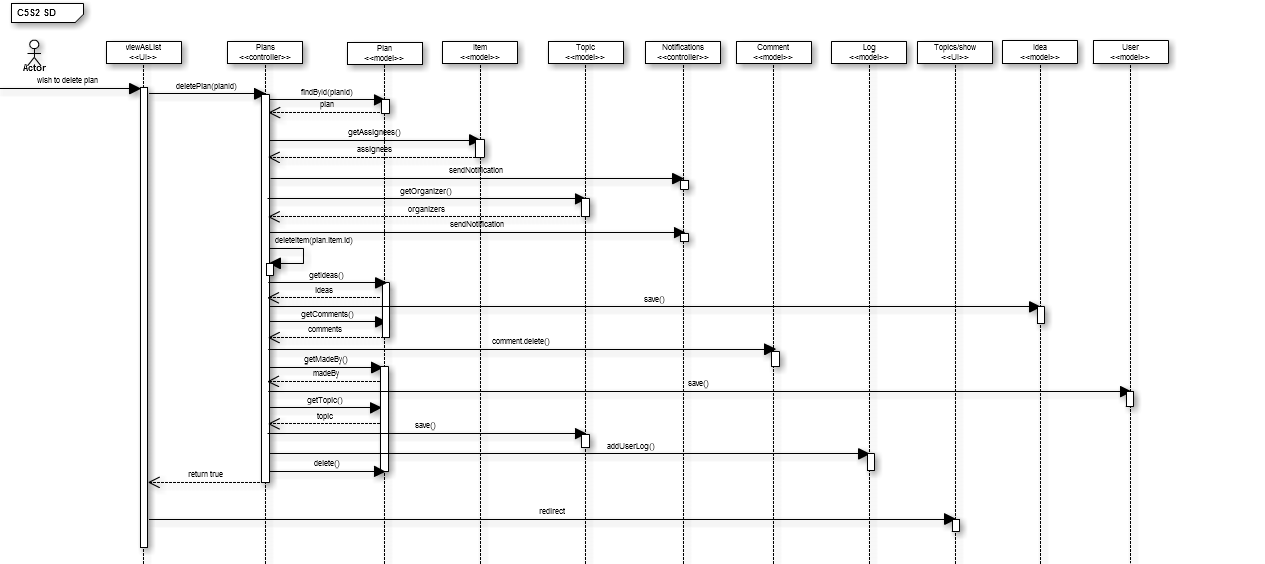 C5S2 SD
Actor
viewAsList
<<UI>>
Plans
<<controller>>
Plan
<<model>>
Item
<<model>>
Topic
<<model>>
Notifications
<<controller>>
Comment
<<model>>
Log
<<model>>
Topics/show
<<UI>>
Idea
<<model>>
User
<<model>>
wish to delete plan
deletePlan(planId)
findById(planId)
plan
getAssignees()
assignees
sendNotification
getOrganizer()
organizers
sendNotification
deleteItem(plan.item.id)
getIdeas()
ideas
save()
getComments()
comments
comment.delete()
getMadeBy()
madeBy
save()
getTopic()
topic
save()
addUserLog()
delete()
return true
redirect